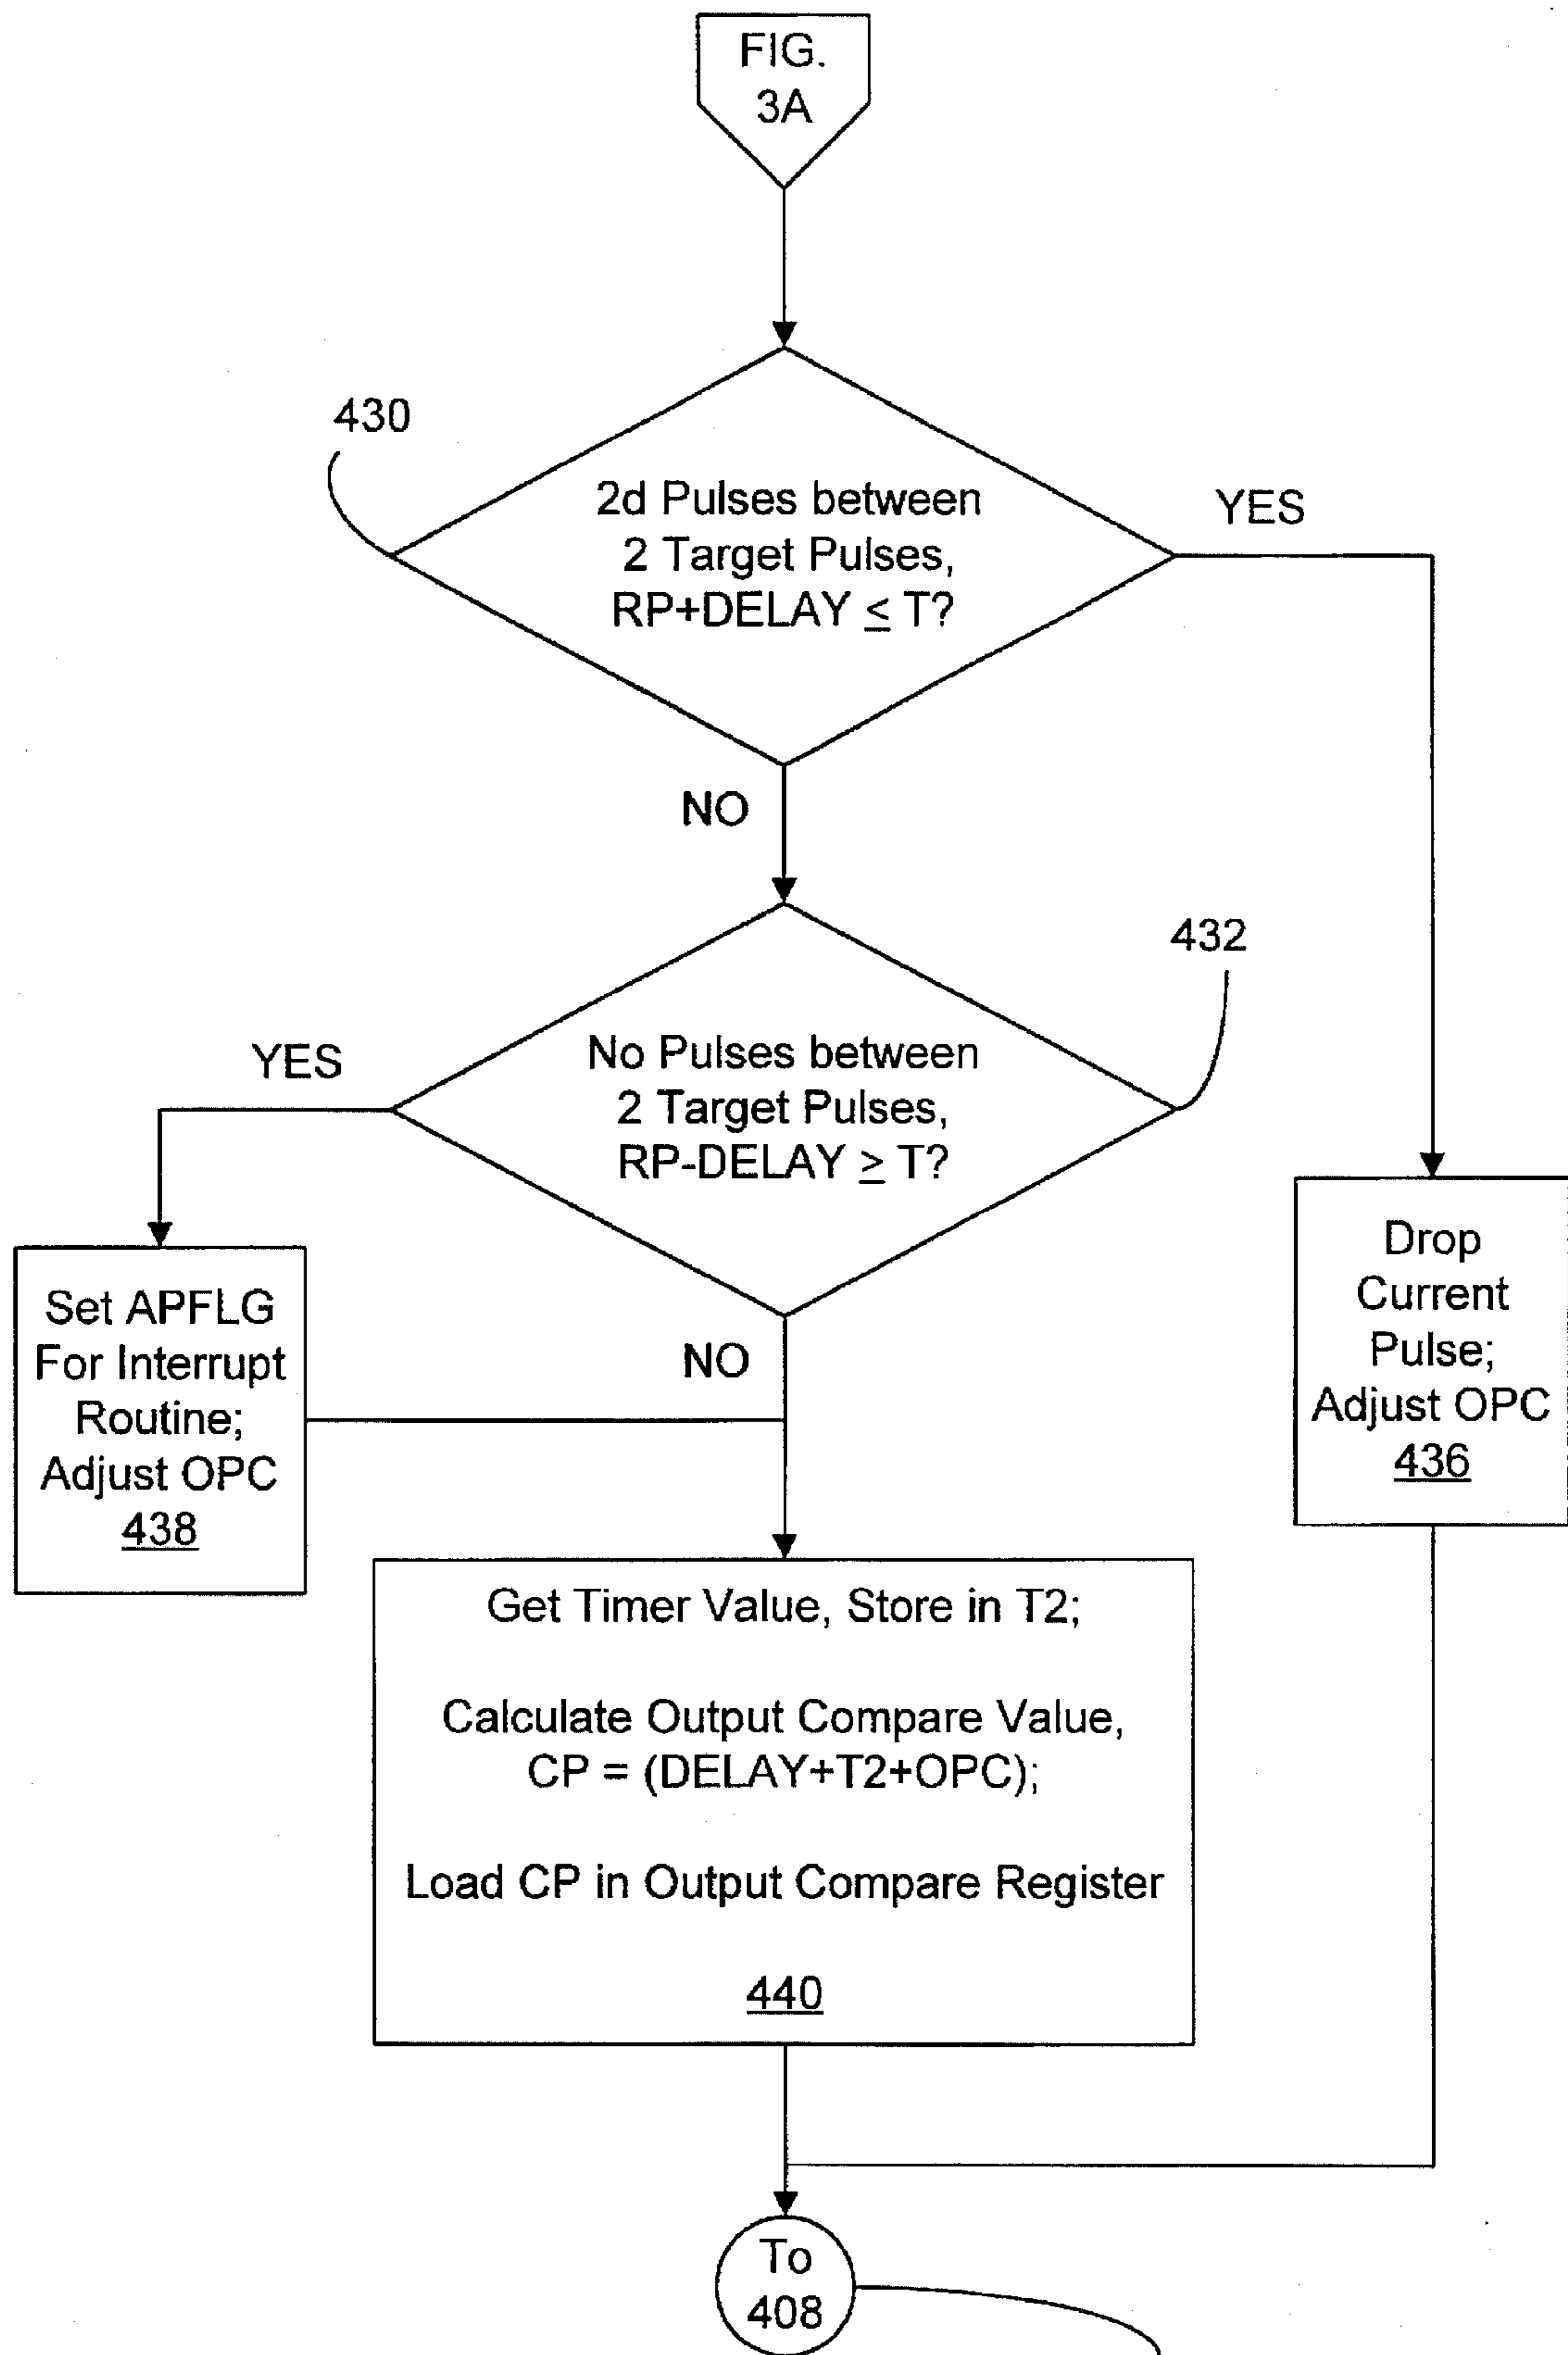 FIG.
3A
430
2d Pulses between
2 Target Pulses,
RP+DELAY ≤ T?
YES
NO
432
No Pulses between
2 Target Pulses,
RP-DELAY ≥ T?
YES
NO
Set APFLG
For Interrupt
Routine;
Adjust OPC
438
Drop
Current
Pulse;
Adjust OPC
436
Get Timer Value, Store in T2;
Calculate Output Compare Value,
CP = (DELAY+T2+OPC);
Load CP in Output Compare Register
440
To
408